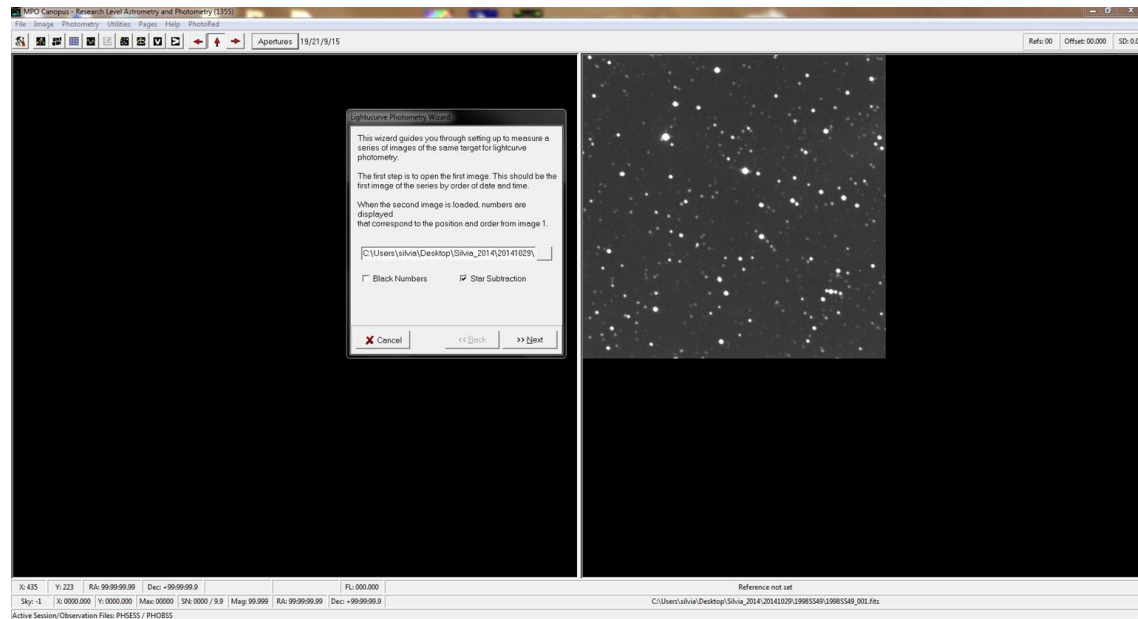 MPO Canopus - Research Level Astrometry and Photometry (1355)
File Image Photometry Utilities Pages Help PhotoRed
Apertures 19/21/9/15 Refs: 00 Offset: 00.000 SD: 0.0
Lightucurve Photometry Wizard
This wizard guides you through setting up to measure a
series of images of the same target for lightcurve
photometry.
The first step is to open the first image. This should be the
first image of the series by order of date and time.
When the second image is loaded, numbers are
displayed
that correspond to the position and order from image 1.
C:\Users\silvia\Desktop\Silvia_2014\20141029\
Black Numbers Star Subtraction
Cancel << Back >> Next
X: 435 Y: 223 RA: 99:99:99.99 Dec: +99:99:99.9 FL: 000.000 Reference not set
Sky: -1 X: 0000.000 Y: 0000.000 Max: 00000 SN: 0000 / 9.9 Mag: 99.999 RA: 99:99:99.99 Dec: +99:99:99.9 C:\Users\silvia\Desktop\Silvia_2014\20141029\1998SS49\1998SS49_001.fits
Active Session/Observation Files: PHSESS / PHOBSS